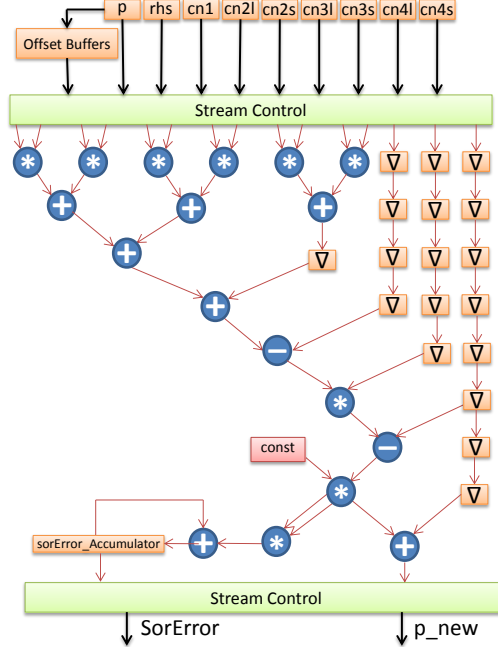 p rhs cn1 cn2l cn2s cn3l cn3s cn4l cn4s
Offset Buffers
Stream Control
* * * * * *
∇ ∇ ∇
+ + +
∇ ∇ ∇
+
∇
∇ ∇ ∇
+
∇ ∇ ∇
−
∇ ∇
*
∇
−
const
∇
*
∇
sorError_Accumulator
+
*
+
Stream Control
SorError
p_new